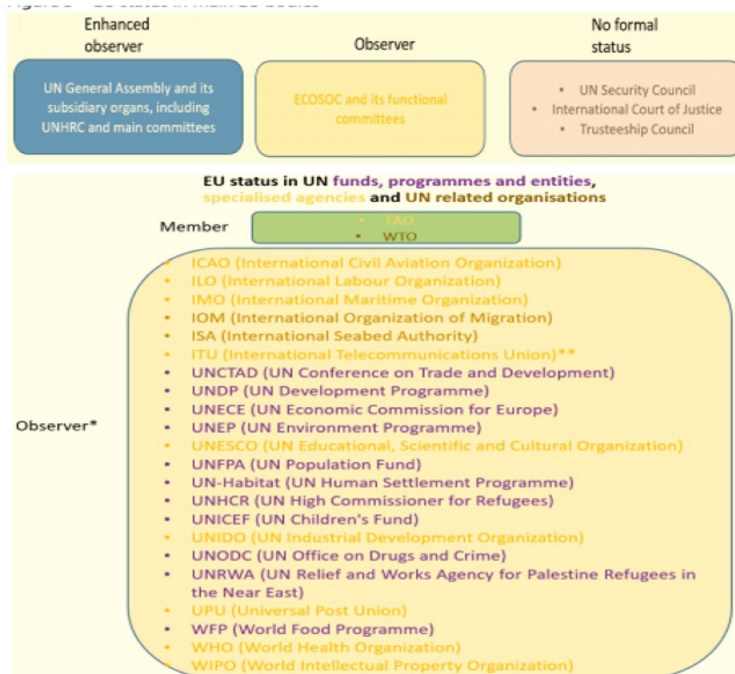 Enhanced
observer
Observer
No formal
status
UN General Assembly and its
subsidiary organs, including
UNHRC and main committees
ECOSOC and its functional
committees
• UN Security Council
• International Court of Justice
• Trusteeship Council
EU status in UN funds, programmes and entities,
specialised agencies and UN related organisations
Member
• FAO
• WTO
Observer*
• ICAO (International Civil Aviation Organization)
• ILO (International Labour Organization)
• IMO (International Maritime Organization)
• IOM (International Organization of Migration)
• ISA (International Seabed Authority)
• ITU (International Telecommunications Union)**
• UNCTAD (UN Conference on Trade and Development)
• UNDP (UN Development Programme)
• UNECE (UN Economic Commission for Europe)
• UNEP (UN Environment Programme)
• UNESCO (UN Educational, Scientific and Cultural Organization)
• UNFPA (UN Population Fund)
• UN-Habitat (UN Human Settlement Programme)
• UNHCR (UN High Commissioner for Refugees)
• UNICEF (UN Children's Fund)
• UNIDO (UN Industrial Development Organization)
• UNODC (UN Office on Drugs and Crime)
• UNRWA (UN Relief and Works Agency for Palestine Refugees in
the Near East)
• UPU (Universal Post Union)
• WFP (World Food Programme)
• WHO (World Health Organization)
• WIPO (World Intellectual Property Organization)